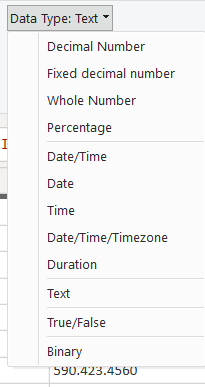 Data Type: Text
Decimal Number
Fixed decimal number
Whole Number
Percentage
Date/Time
Date
Time
Date/Time/Timezone
Duration
Text
True/False
Binary
590.423.4560